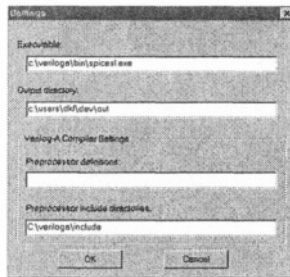 Settings
Executable:
c:\veriloga\bin\spicesl.exe
Output directory:
c:\users\dkf\dev\out
Verilog-A Compiler Settings
Preprocessor definitions:
Preprocessor include directories:
C:\veriloga\include
OK
Cancel